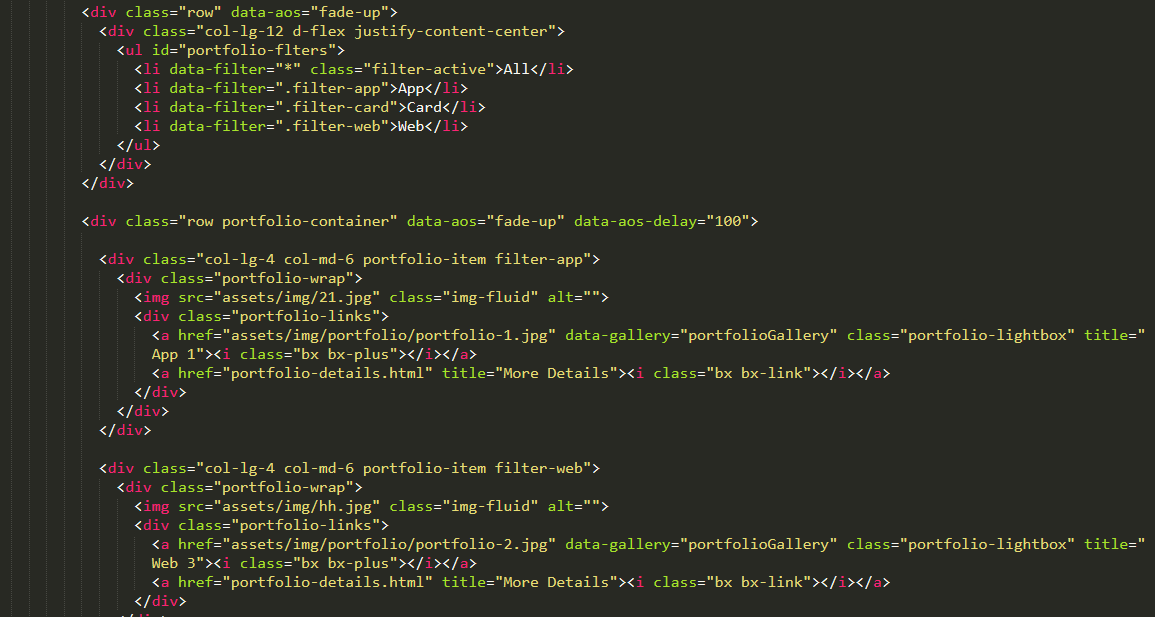 <div class="row" data-aos="fade-up">
<div class="col-lg-12 d-flex justify-content-center">
<ul id="portfolio-flters">
<li data-filter="*" class="filter-active">All</li>
<li data-filter=".filter-app">App</li>
<li data-filter=".filter-card">Card</li>
<li data-filter=".filter-web">Web</li>
</ul>
</div>
</div>
<div class="row portfolio-container" data-aos="fade-up" data-aos-delay="100">
<div class="col-lg-4 col-md-6 portfolio-item filter-app">
<div class="portfolio-wrap">
<img src="assets/img/21.jpg" class="img-fluid" alt="">
<div class="portfolio-links">
<a href="assets/img/portfolio/portfolio-1.jpg" data-gallery="portfolioGallery" class="portfolio-lightbox" title="
App 1"><i class="bx bx-plus"></i></a>
<a href="portfolio-details.html" title="More Details"><i class="bx bx-link"></i></a>
</div>
</div>
</div>
<div class="col-lg-4 col-md-6 portfolio-item filter-web">
<div class="portfolio-wrap">
<img src="assets/img/hh.jpg" class="img-fluid" alt="">
<div class="portfolio-links">
<a href="assets/img/portfolio/portfolio-2.jpg" data-gallery="portfolioGallery" class="portfolio-lightbox" title="
Web 3"><i class="bx bx-plus"></i></a>
<a href="portfolio-details.html" title="More Details"><i class="bx bx-link"></i></a>
</div>